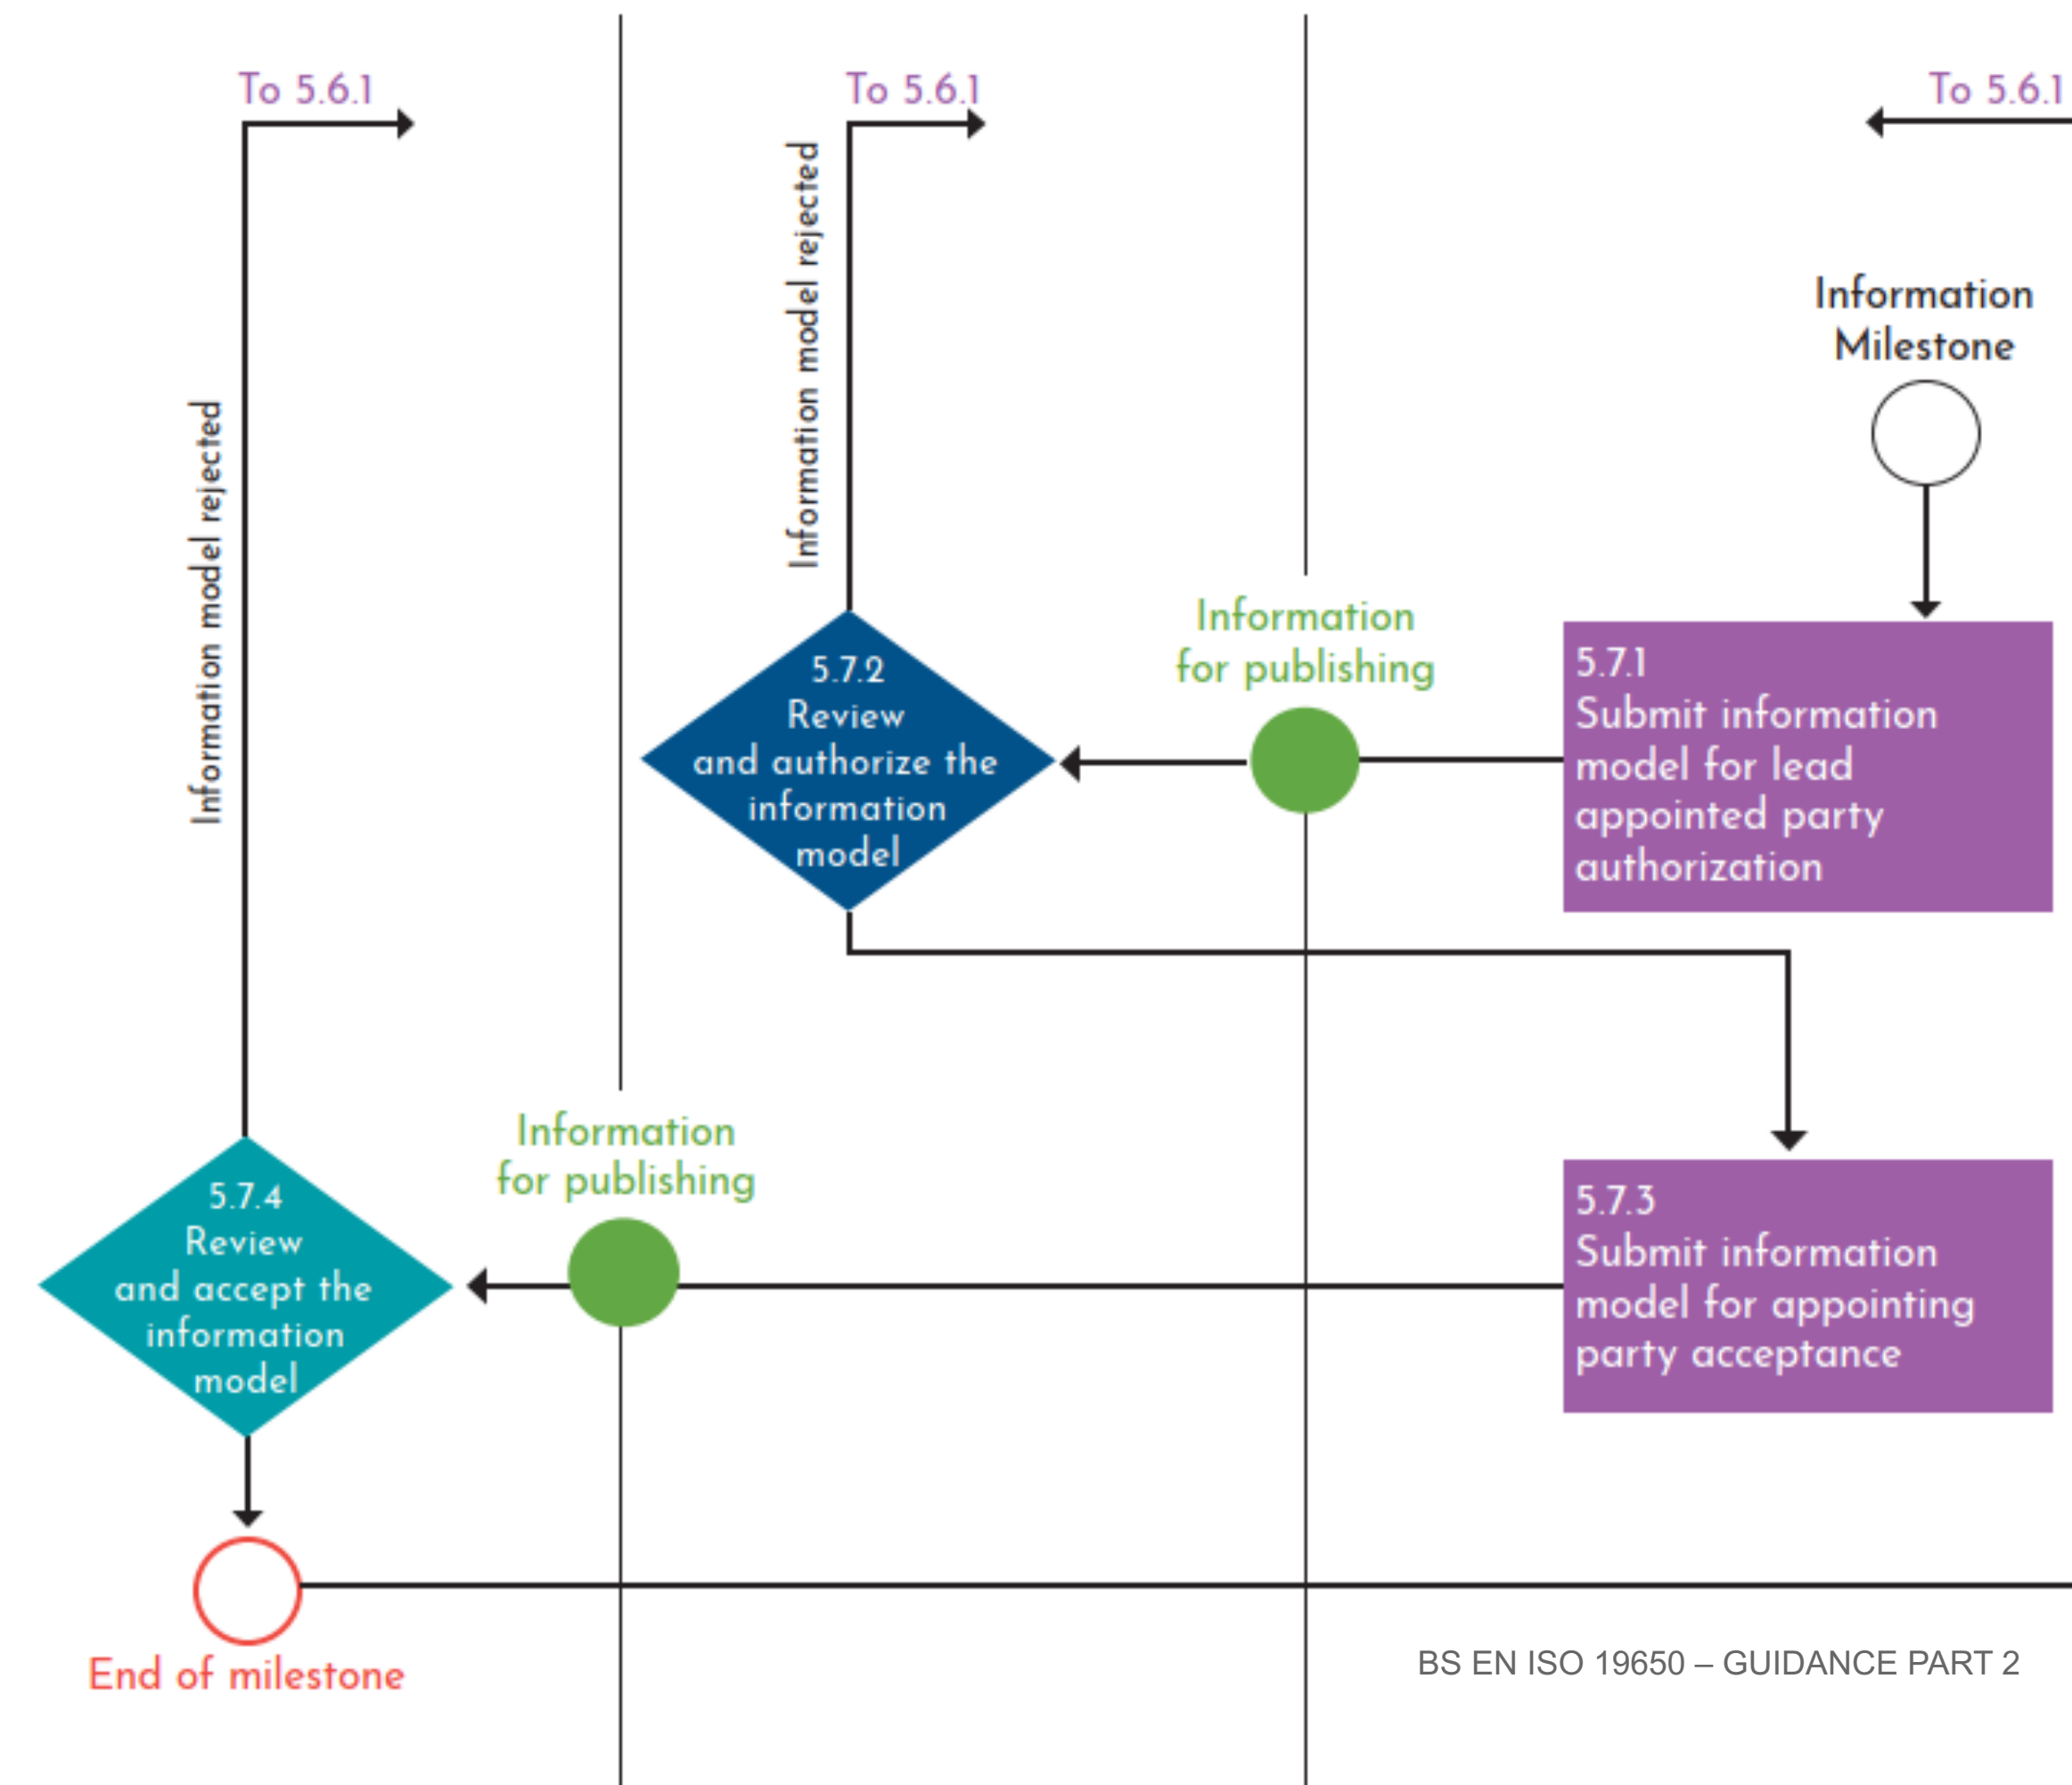 To 5.6.1
To 5.6.1
To 5.6.1
Information model rejected
Information model rejected
Information
Milestone
Information
for publishing
5.7.2
Review
and authorize the
information
model
5.7.1
Submit information
model for lead
appointed party
authorization
Information
for publishing
5.7.4
Review
and accept the
information
model
5.7.3
Submit information
model for appointing
party acceptance
End of milestone
BS EN ISO 19650 – GUIDANCE PART 2